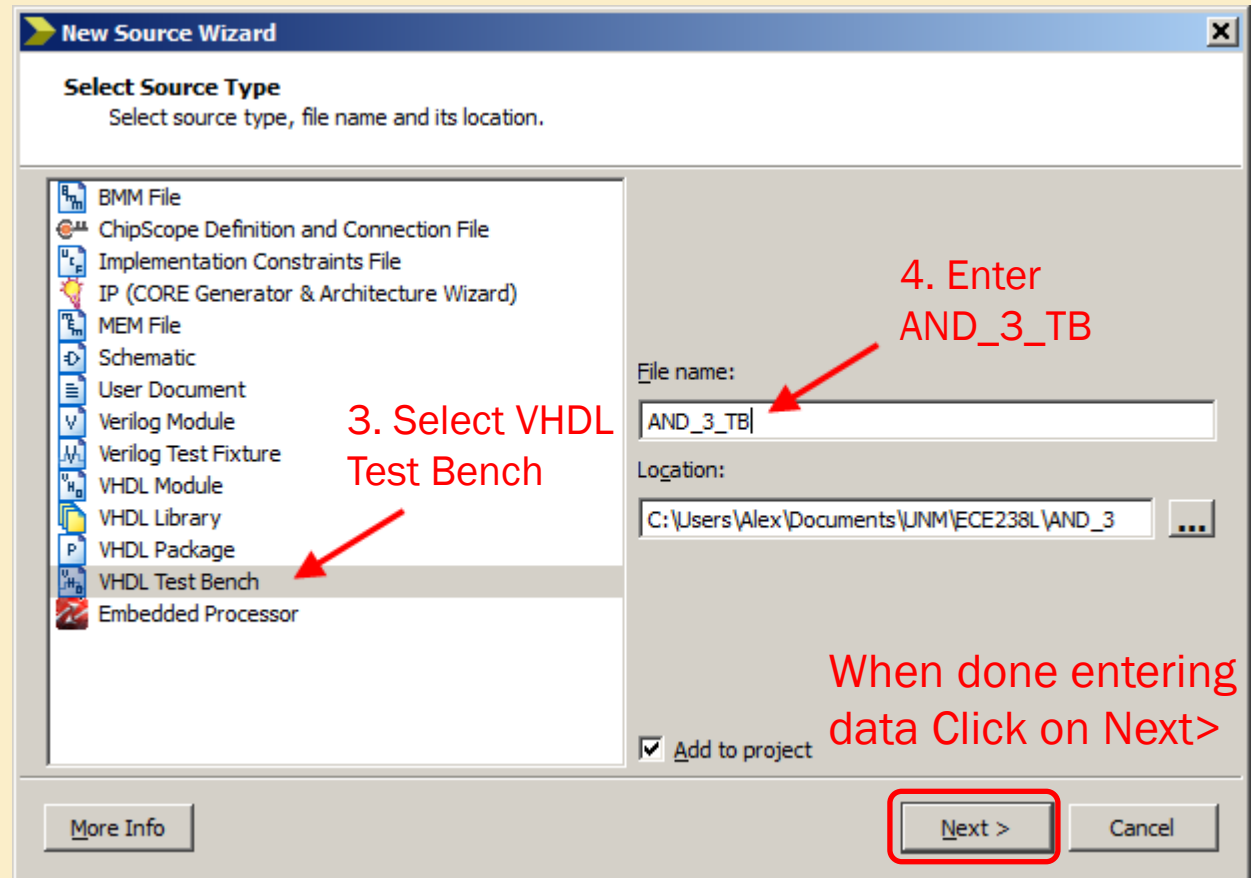 New Source Wizard
Select Source Type
Select source type, file name and its location.
BMM File
ChipScope Definition and Connection File
Implementation Constraints File
IP (CORE Generator & Architecture Wizard)
MEM File
Schematic
User Document
Verilog Module
Verilog Test Fixture
VHDL Module
VHDL Library
VHDL Package
VHDL Test Bench
Embedded Processor
3. Select VHDL
Test Bench
4. Enter
AND_3_TB
File name:
AND_3_TB
Location:
C:\Users\Alex\Documents\UNM\ECE238L\AND_3
...
When done entering
data Click on Next>
Add to project
More Info
Next >
Cancel